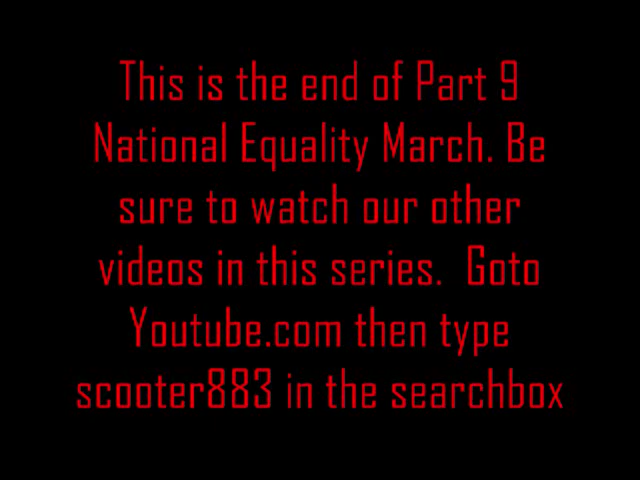 This is the end of Part 9
National Equality March. Be
sure to watch our other
videos in this series.  Goto
Youtube.com then type
scooter883 in the searchbox